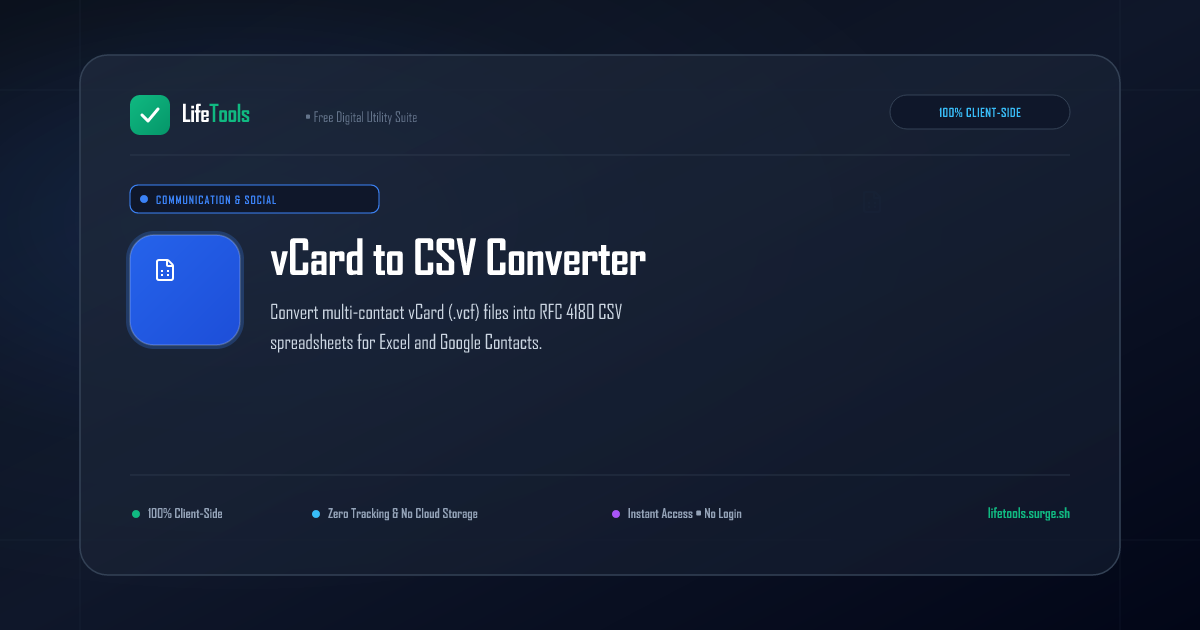 LifeTools
▪ Free Digital Utility Suite
100% CLIENT-SIDE
COMMUNICATION & SOCIAL
vCard to CSV Converter
Convert multi-contact vCard (.vcf) files into RFC 4180 CSV
spreadsheets for Excel and Google Contacts.
100% Client-Side
Zero Tracking & No Cloud Storage
Instant Access ▪ No Login
lifetools.surge.sh